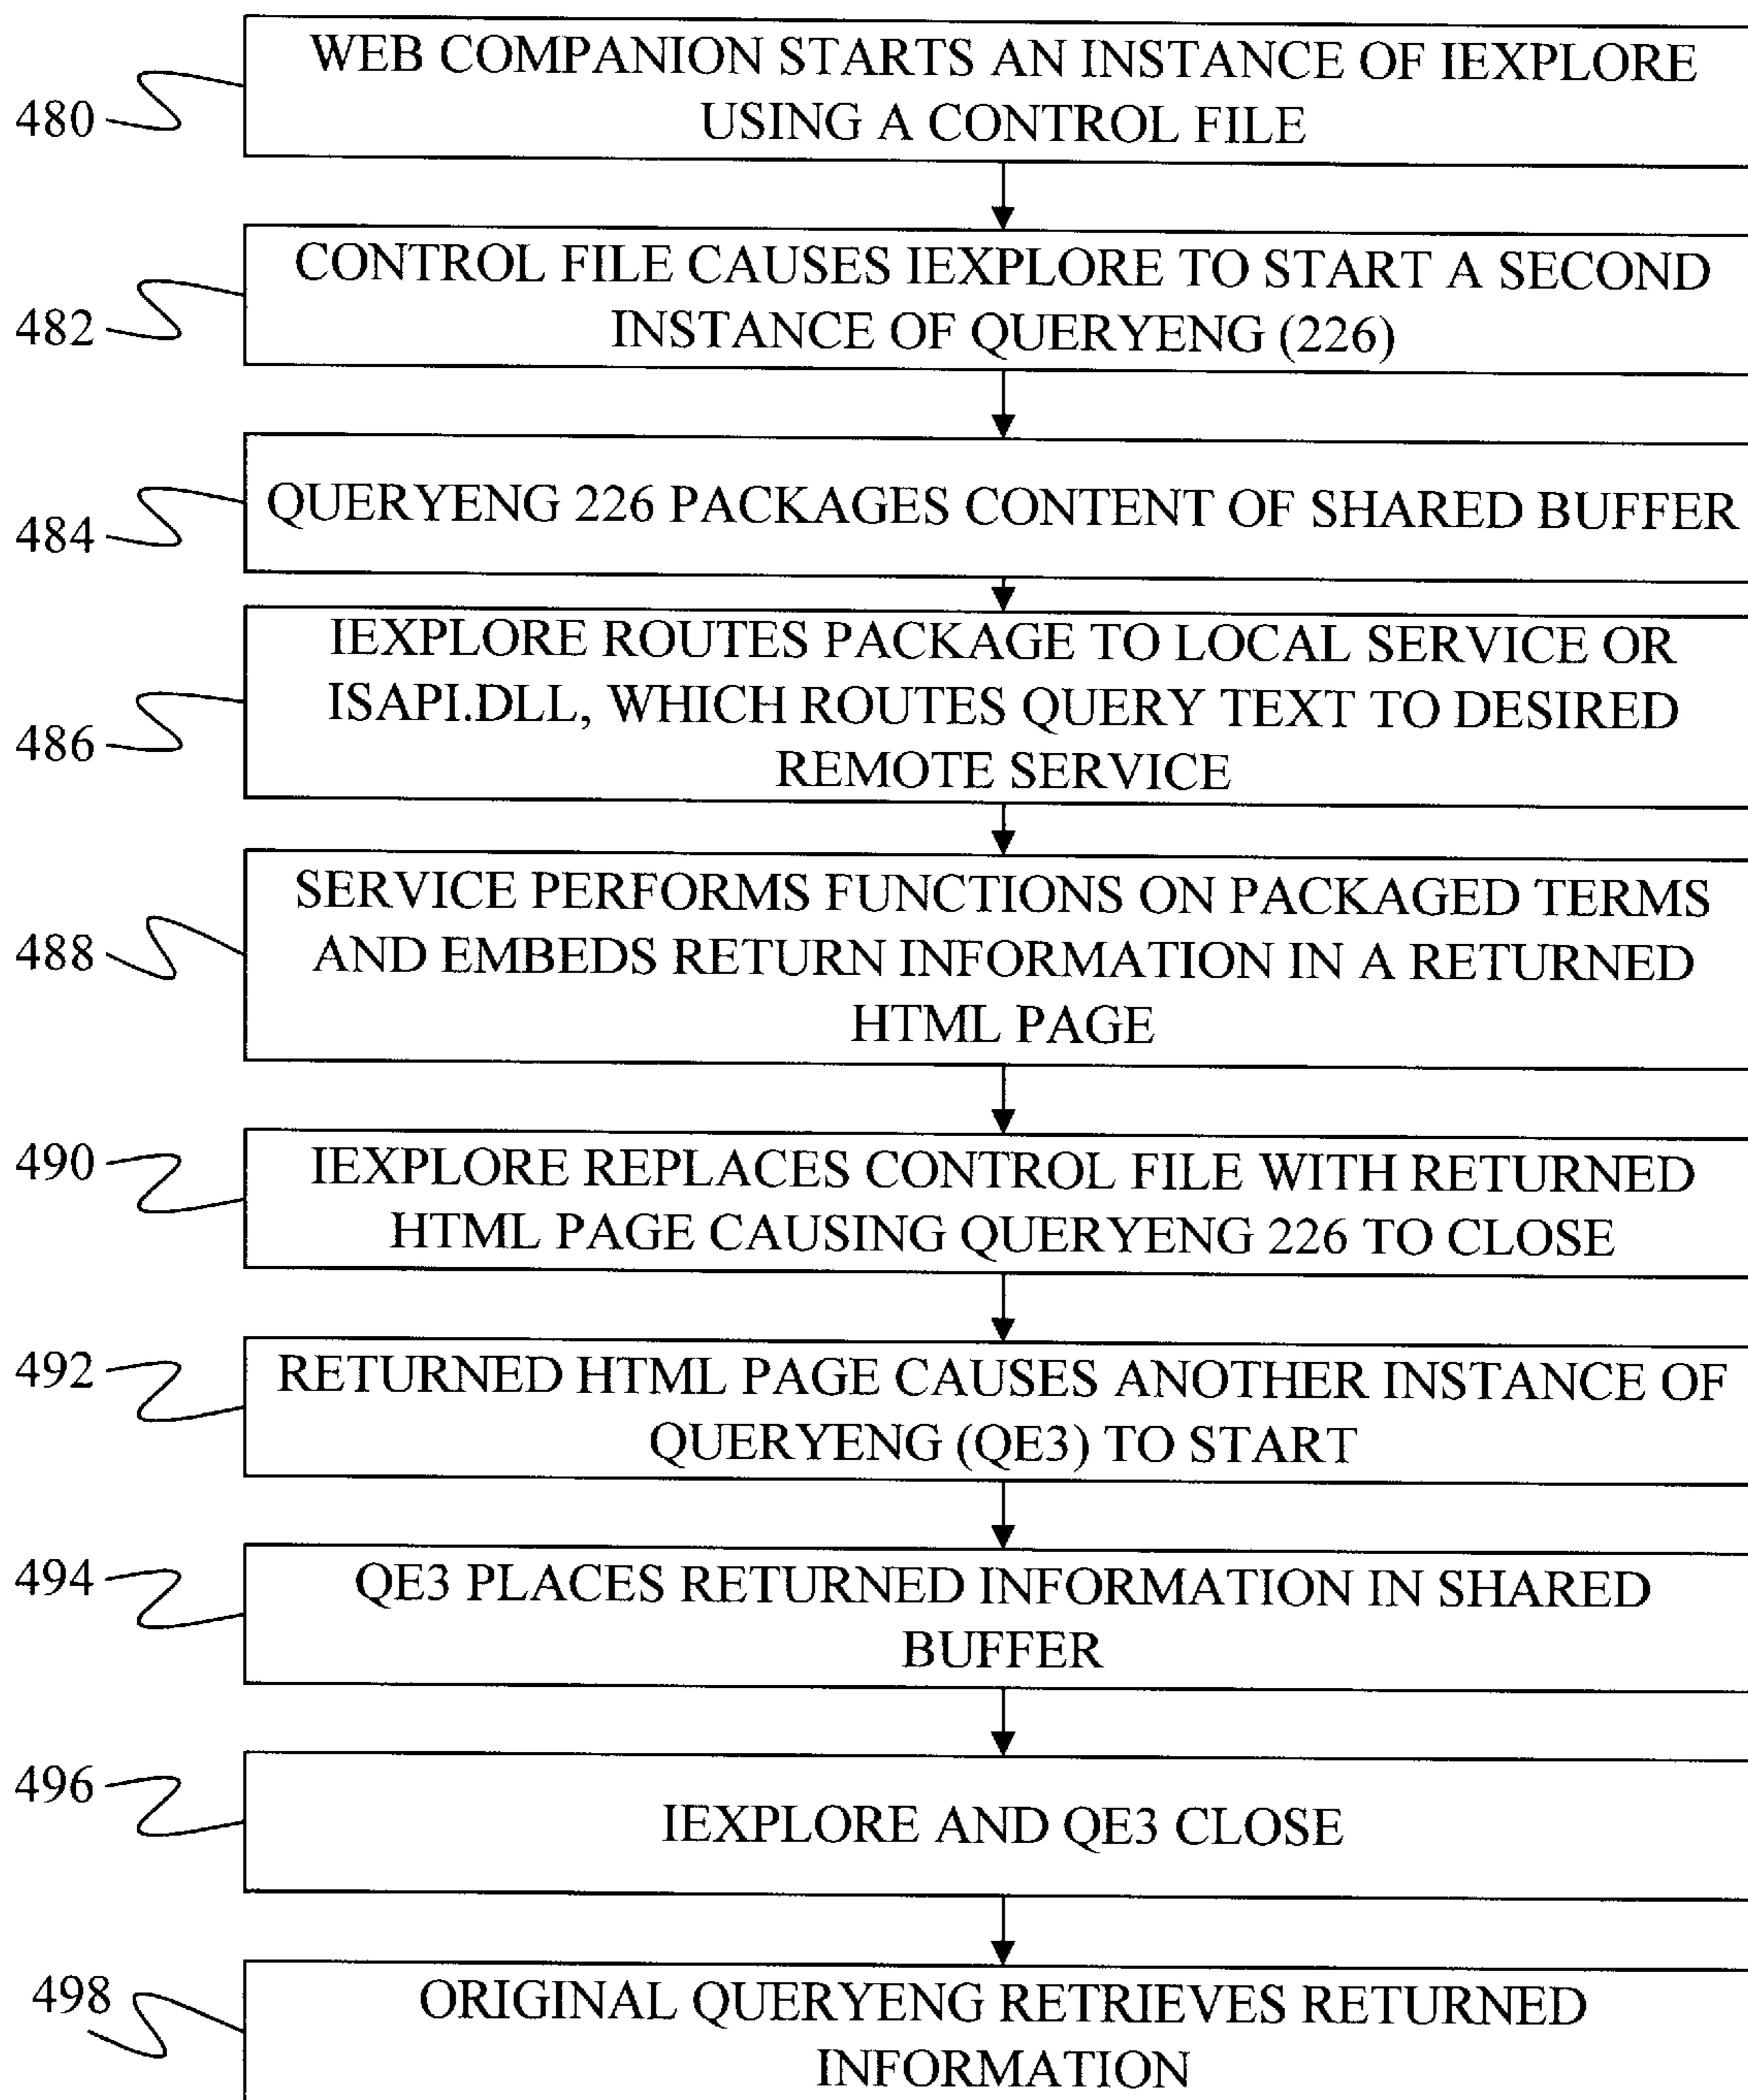 WEB COMPANION STARTS AN INSTANCE OF IEXPLORE
USING A CONTROL FILE
480
CONTROL FILE CAUSES IEXPLORE TO START A SECOND
INSTANCE OF QUERYENG (226)
482
QUERYENG 226 PACKAGES CONTENT OF SHARED BUFFER
484
IEXPLORE ROUTES PACKAGE TO LOCAL SERVICE OR
ISAPI.DLL, WHICH ROUTES QUERY TEXT TO DESIRED
REMOTE SERVICE
486
SERVICE PERFORMS FUNCTIONS ON PACKAGED TERMS
AND EMBEDS RETURN INFORMATION IN A RETURNED
HTML PAGE
488
490
IEXPLORE REPLACES CONTROL FILE WITH RETURNED
HTML PAGE CAUSING QUERYENG 226 TO CLOSE
492
RETURNED HTML PAGE CAUSES ANOTHER INSTANCE OF
QUERYENG (QE3) TO START
494
QE3 PLACES RETURNED INFORMATION IN SHARED
BUFFER
496
IEXPLORE AND QE3 CLOSE
498
ORIGINAL QUERYENG RETRIEVES RETURNED
INFORMATION